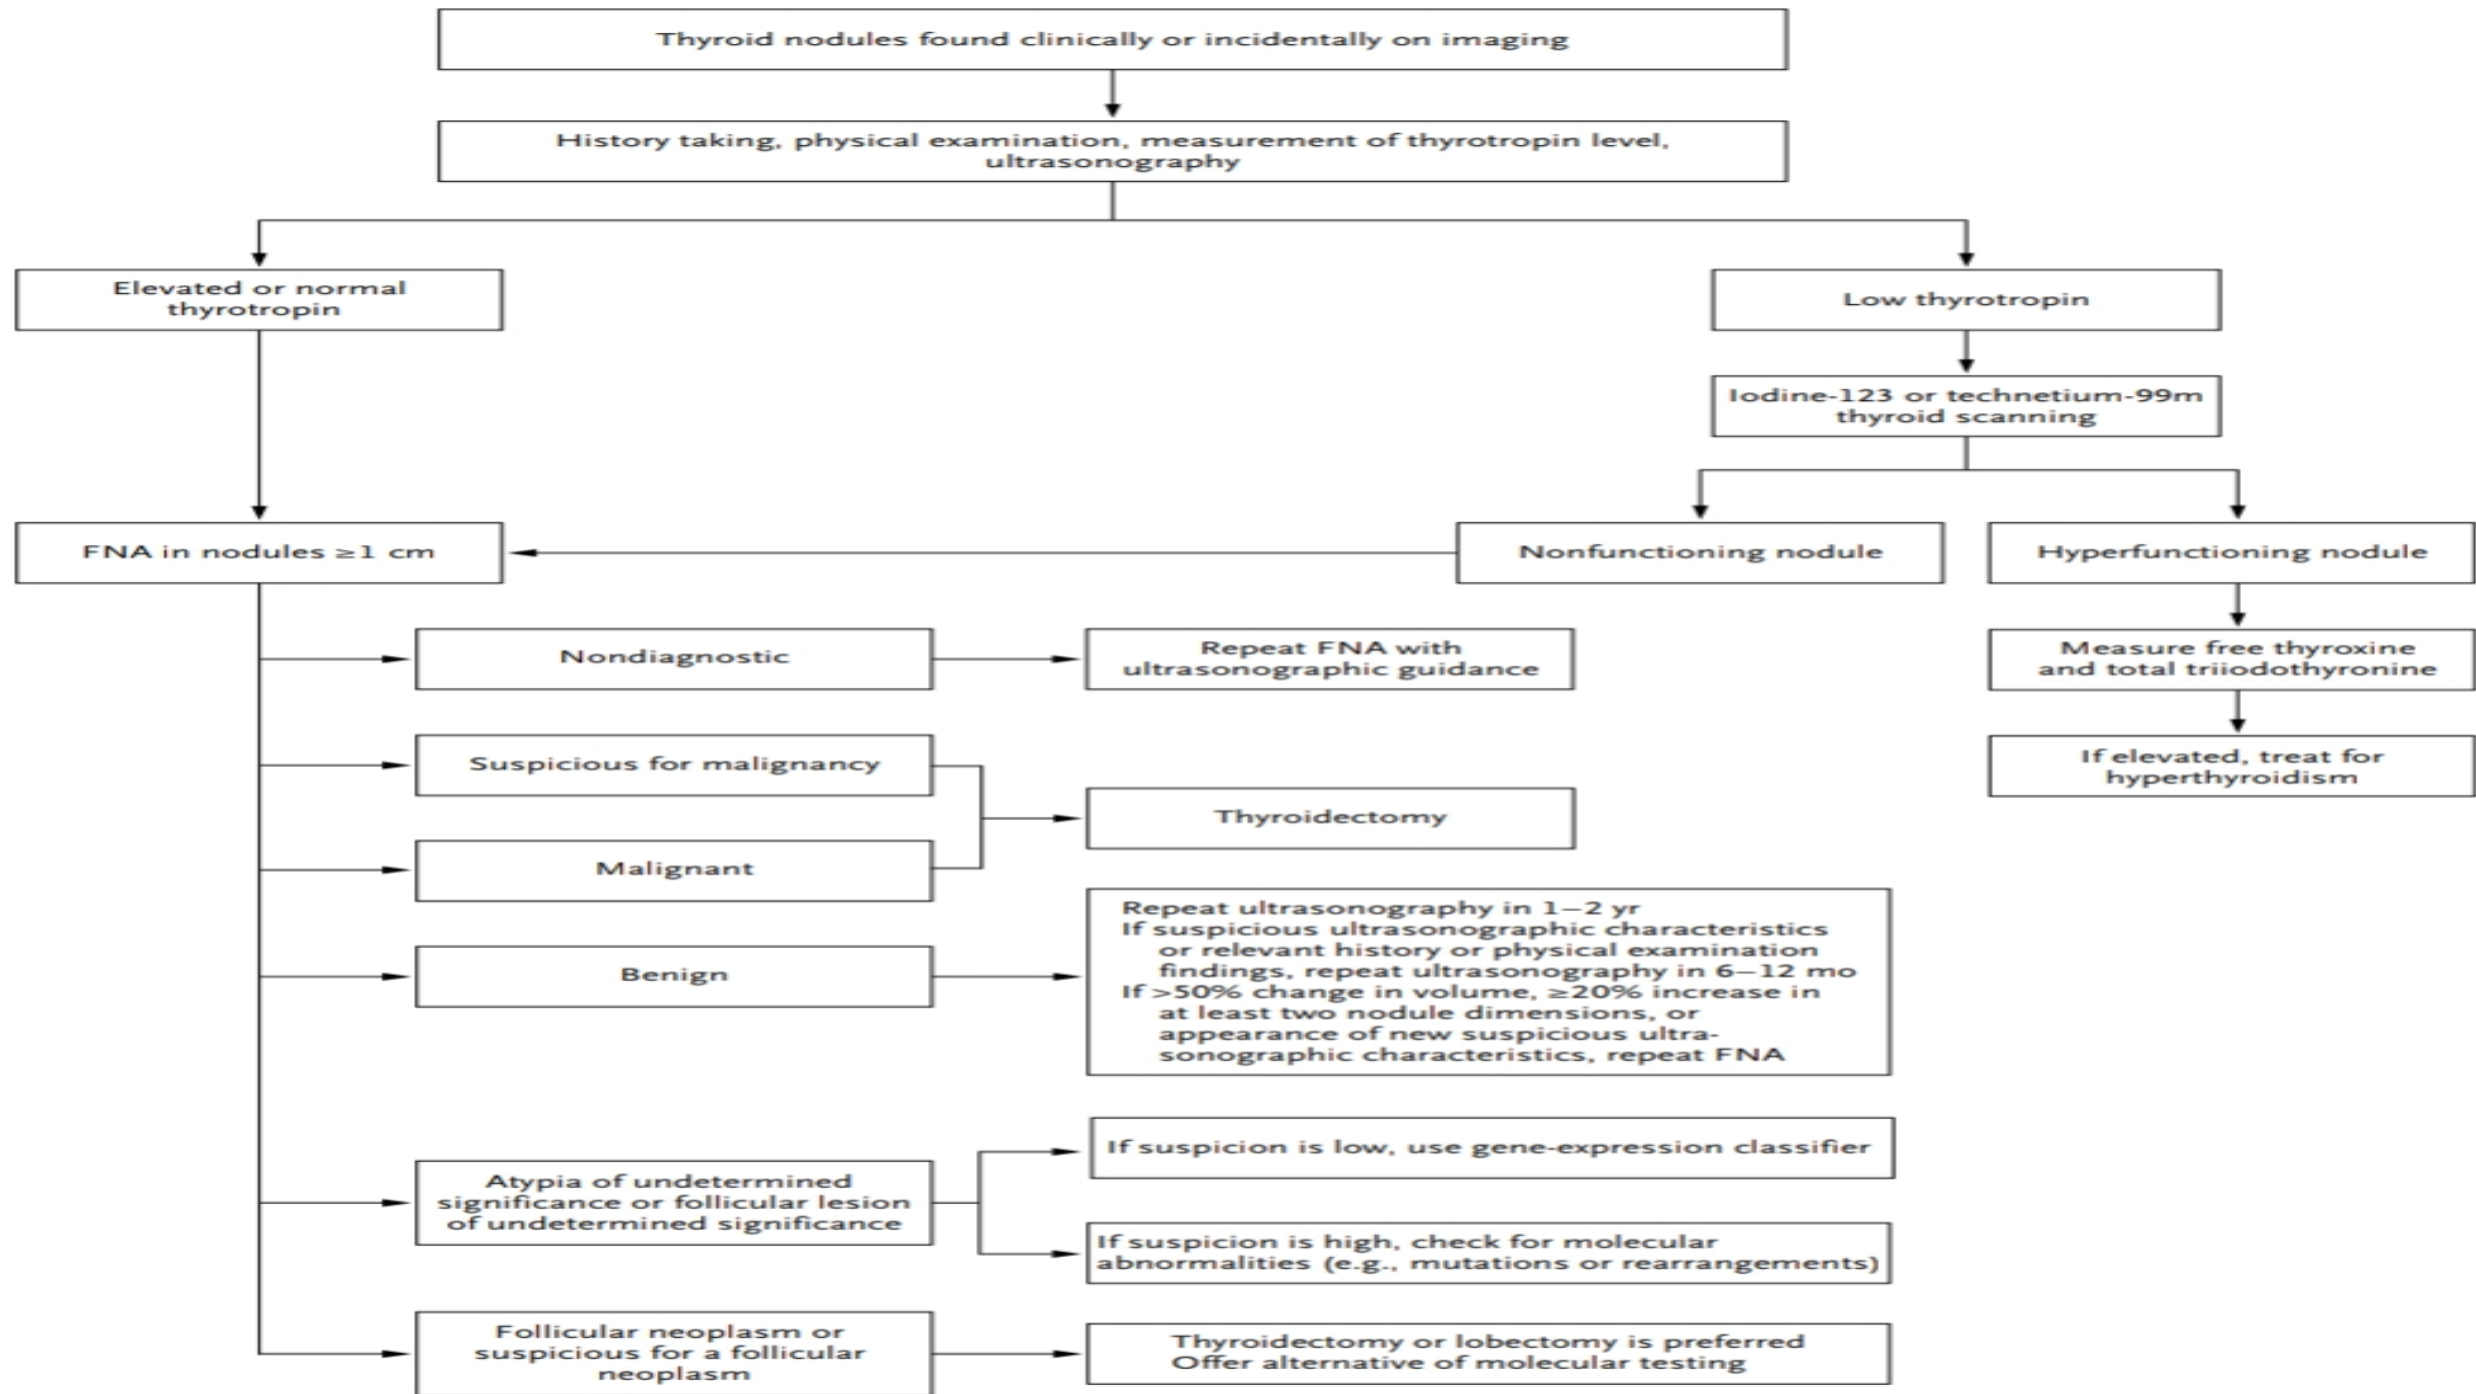 Thyroid nodules found clinically or incidentally on imaging
History taking, physical examination, measurement of thyrotropin level,
ultrasonography
Elevated or normal
thyrotropin
Low thyrotropin
Iodine-123 or technetium-99m
thyroid scanning
FNA in nodules ≥1 cm
Nonfunctioning nodule
Hyperfunctioning nodule
Nondiagnostic
Repeat FNA with
ultrasonographic guidance
Measure free thyroxine
and total triiodothyronine
Suspicious for malignancy
If elevated, treat for
hyperthyroidism
Thyroidectomy
Malignant
Benign
Repeat ultrasonography in 1–2 yr
If suspicious ultrasonographic characteristics
or relevant history or physical examination
findings, repeat ultrasonography in 6–12 mo
If >50% change in volume, ≥20% increase in
at least two nodule dimensions, or
appearance of new suspicious ultra-
sonographic characteristics, repeat FNA
Atypia of undetermined
significance or follicular lesion
of undetermined significance
If suspicion is low, use gene-expression classifier
If suspicion is high, check for molecular
abnormalities (e.g., mutations or rearrangements)
Follicular neoplasm or
suspicious for a follicular
neoplasm
Thyroidectomy or lobectomy is preferred
Offer alternative of molecular testing